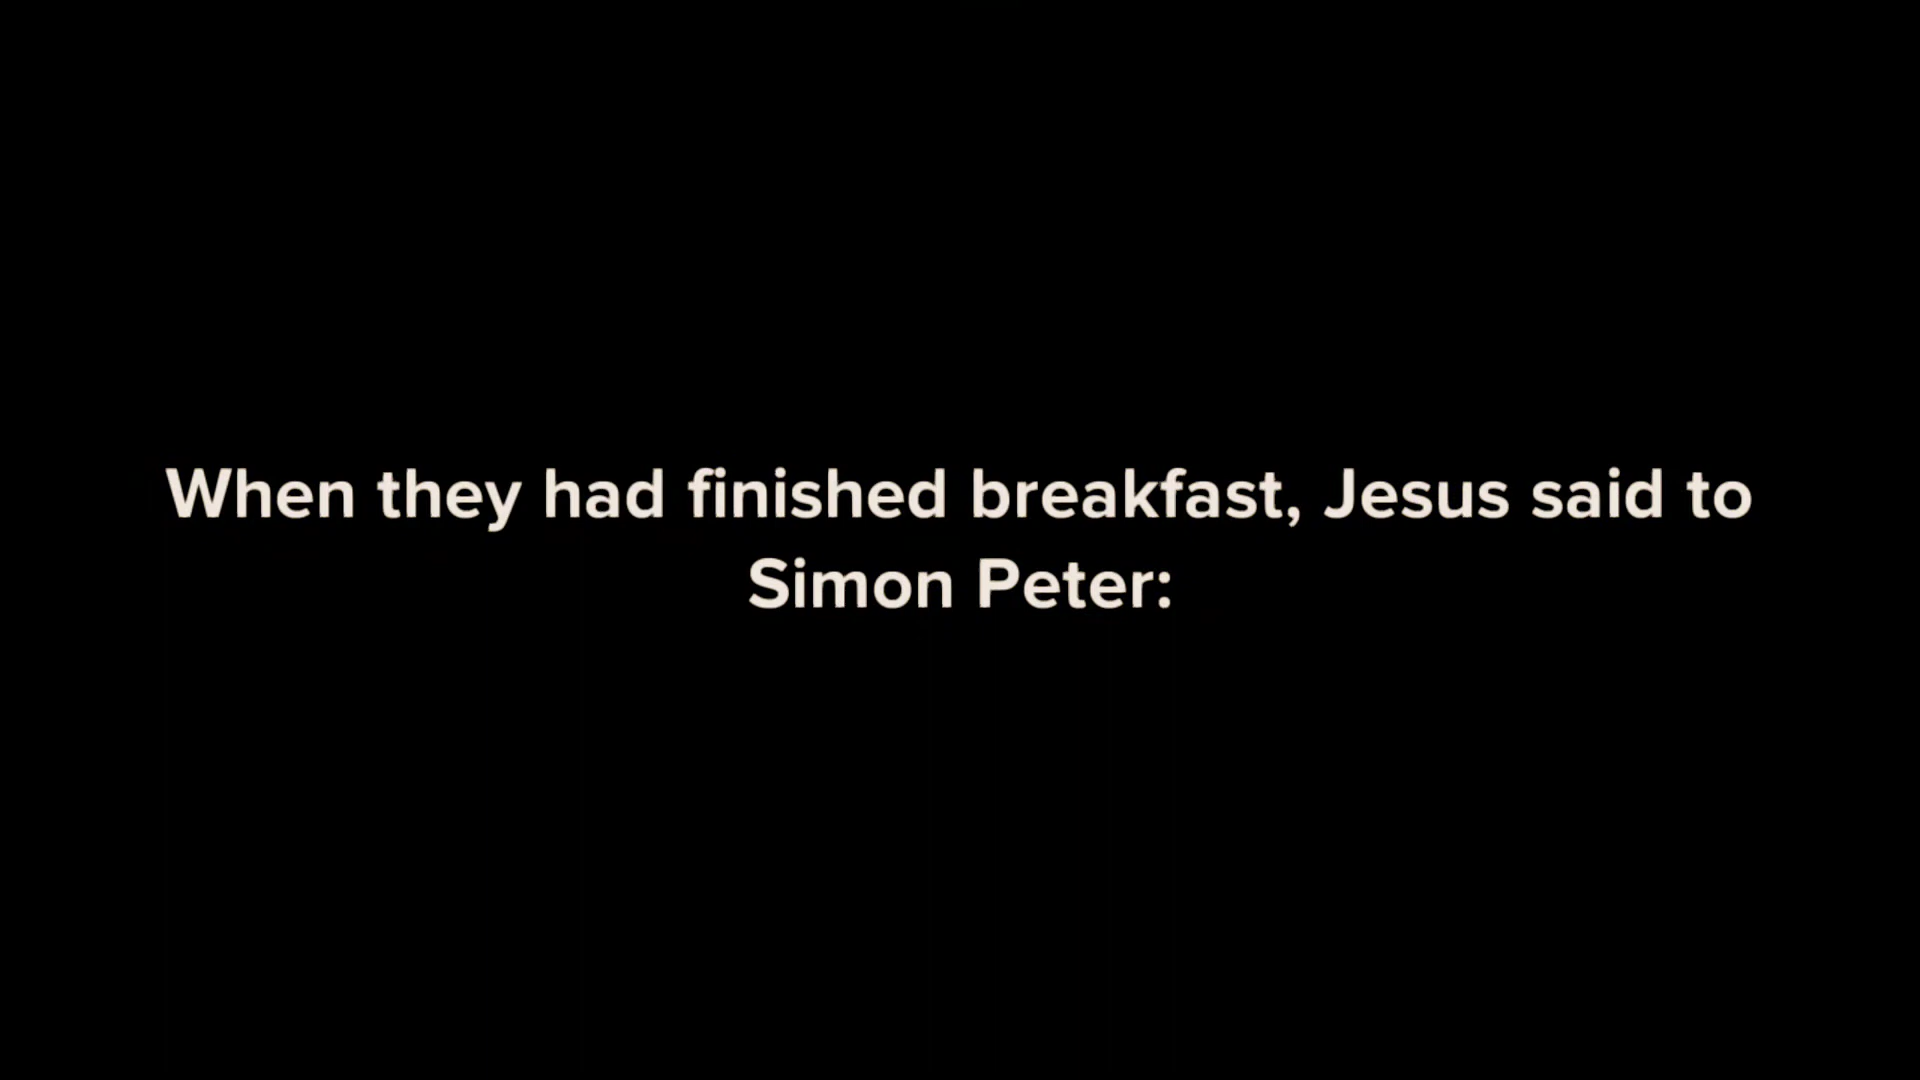 When they had finished breakfast, Jesus said to
Simon Peter: